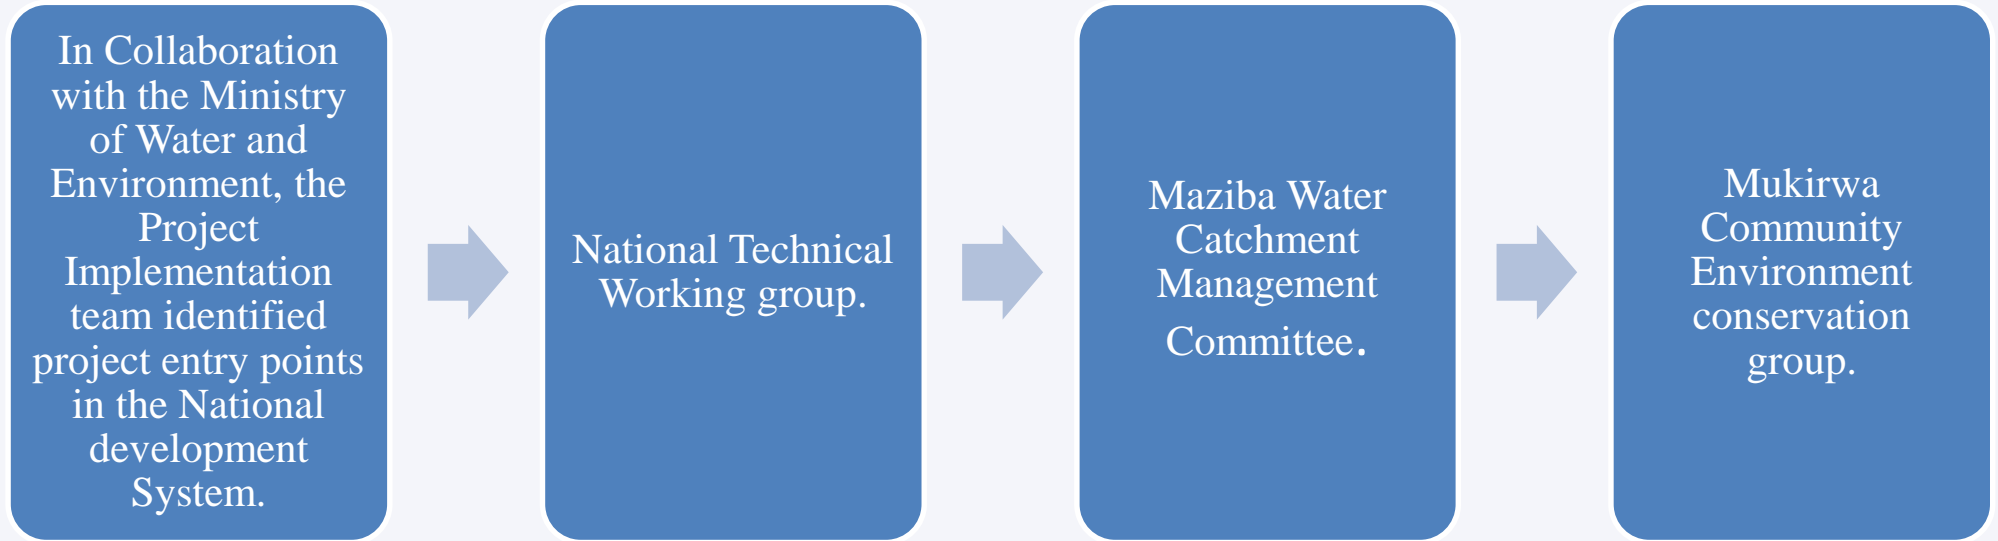 In Collaboration
with the Ministry
of Water and
Environment, the
Project
Implementation
team identified
project entry points
in the National
development
System.
National Technical
Working group.
Maziba Water
Catchment
Management
Committee.
Mukirwa
Community
Environment
conservation
group.